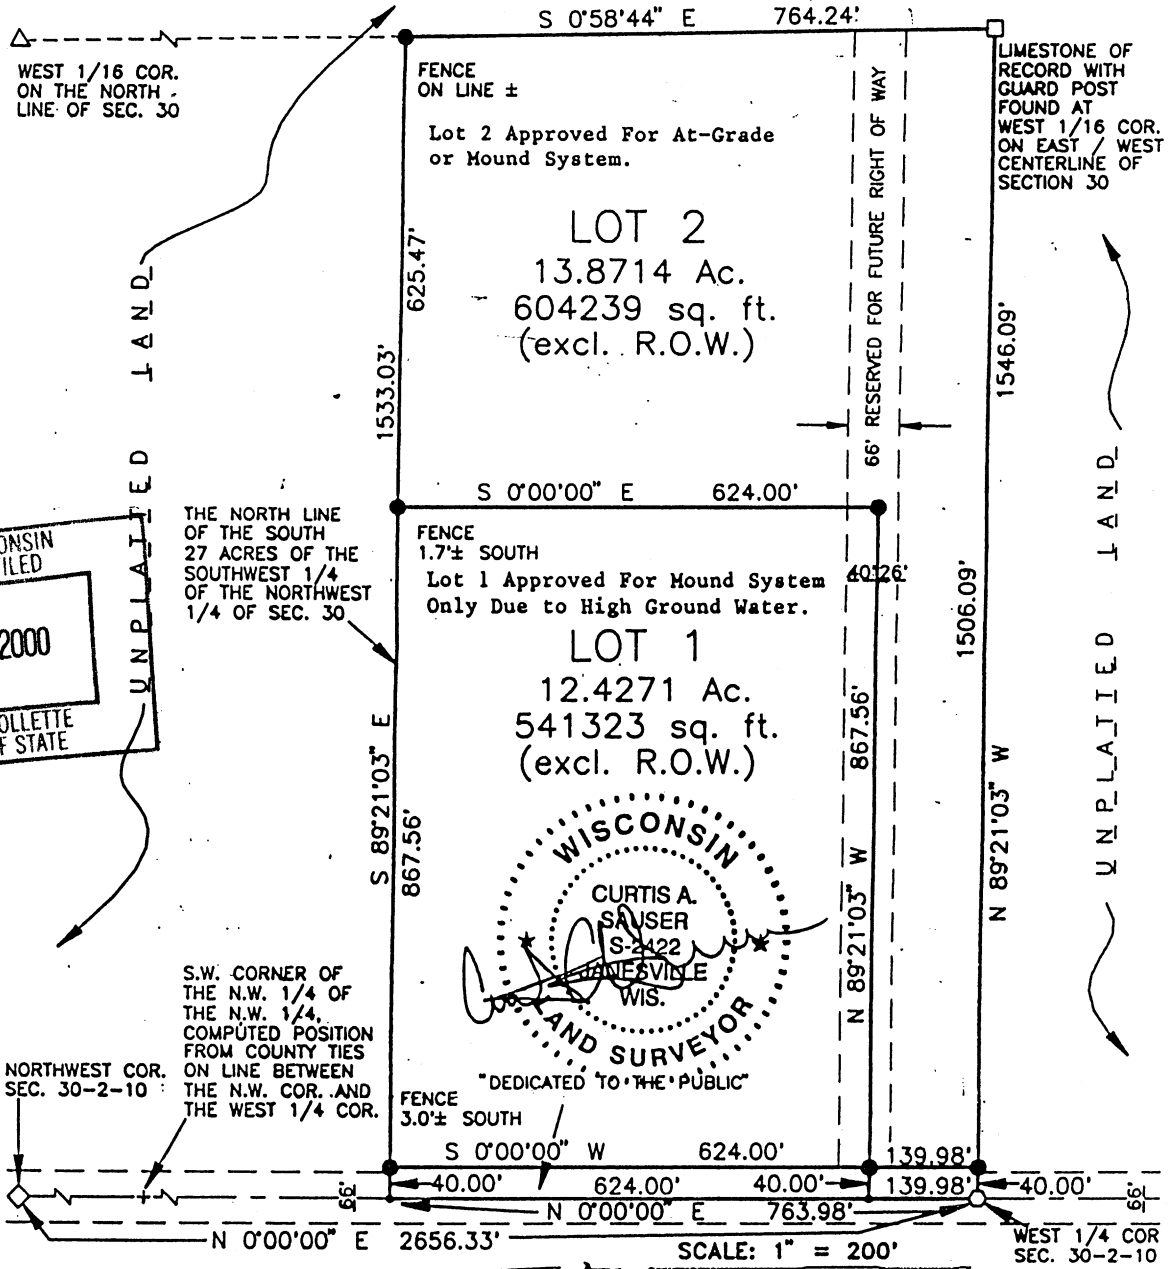 S 0°58'44" E 764.24'
WEST 1/16 COR.
ON THE NORTH
LINE OF SEC. 30
FENCE
ON LINE ±
Lot 2 Approved For At-Grade
or Mound System.
LIMESTONE OF
RECORD WITH
GUARD POST
FOUND AT
WEST 1/16 COR.
ON EAST / WEST
CENTERLINE OF
SECTION 30
66' RESERVED FOR FUTURE RIGHT OF WAY
LOT 2
13.8714 Ac.
604239 sq. ft.
(excl. R.O.W.)
625.47'
1533.03'
1546.09'
UNPLATTED LAND
UNPLATTED LAND
S 0°00'00" E 624.00'
THE NORTH LINE
OF THE SOUTH
27 ACRES OF THE
SOUTHWEST 1/4
OF THE NORTHWEST
1/4 OF SEC. 30
FENCE
1.7'± SOUTH
Lot 1 Approved For Mound System
Only Due to High Ground Water.
40' 26'
LOT 1
12.4271 Ac.
541323 sq. ft.
(excl. R.O.W.)
1506.09'
867.56'
N 89°21'03" W
N 89°21'03" W
S 89°21'03" E
867.56'
2000
STATE
WISCONSIN
CURTIS A.
SAUSER
S-2422
JANESVILLE
WIS.
LAND SURVEYOR
"DEDICATED TO THE PUBLIC"
S.W. CORNER OF
THE N.W. 1/4 OF
THE N.W. 1/4,
COMPUTED POSITION
FROM COUNTY TIES
ON LINE BETWEEN
THE N.W. COR. AND
THE WEST 1/4 COR.
NORTHWEST COR.
SEC. 30-2-10
FENCE
3.0'± SOUTH
S 0°00'00" W 624.00' 139.98'
66' 40.00' 624.00' 40.00' 139.98' 40.00' 66'
N 0°00'00" E 763.98'
N 0°00'00" E 2656.33'
SCALE: 1" = 200'
WEST 1/4 COR
SEC. 30-2-10